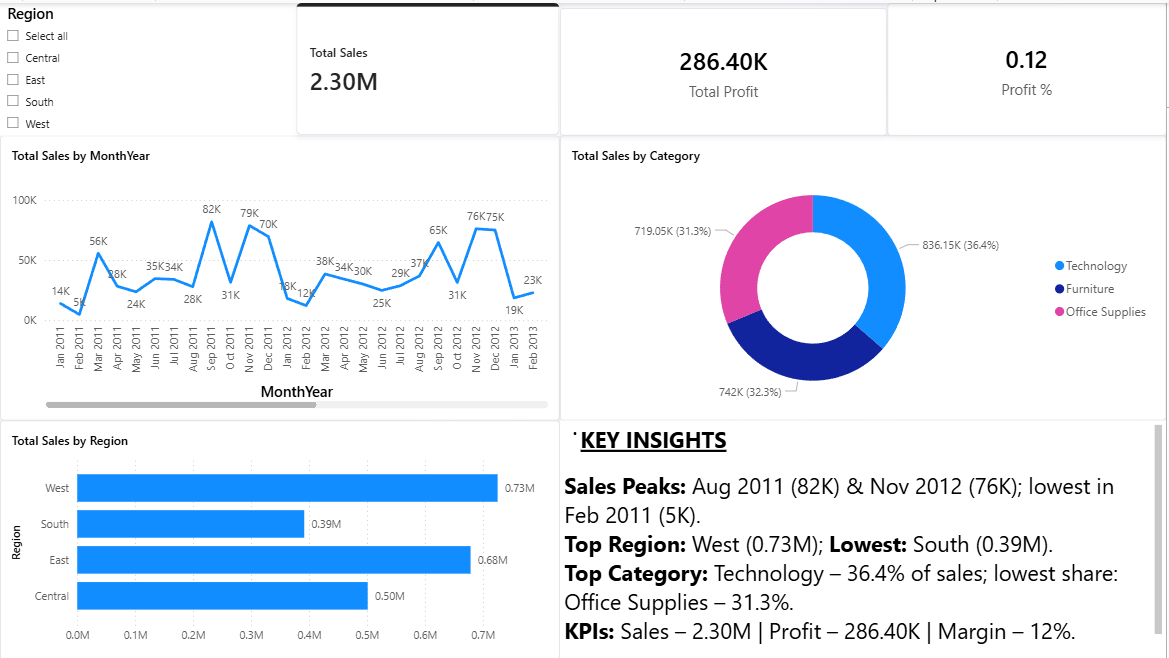 Region
Select all
Central
East
South
West
Total Sales
2.30M
286.40K
Total Profit
0.12
Profit %
Total Sales by MonthYear
100K
50K
0K
14K
5K
56K
28K
24K
35K
34K
28K
82K
31K
79K
70K
18K
12K
38K
34K
30K
25K
29K
37K
65K
31K
76K
75K
19K
23K
Jan 2011
Feb 2011
Mar 2011
Apr 2011
May 2011
Jun 2011
Jul 2011
Aug 2011
Sep 2011
Oct 2011
Nov 2011
Dec 2011
Jan 2012
Feb 2012
Mar 2012
Apr 2012
May 2012
Jun 2012
Jul 2012
Aug 2012
Sep 2012
Oct 2012
Nov 2012
Dec 2012
Jan 2013
Feb 2013
MonthYear
Total Sales by Category
719.05K (31.3%)
836.15K (36.4%)
742K (32.3%)
Technology
Furniture
Office Supplies
Total Sales by Region
Region
West
0.73M
South
0.39M
East
0.68M
Central
0.50M
0.0M 0.1M 0.2M 0.3M 0.4M 0.5M 0.6M 0.7M
KEY INSIGHTS
Sales Peaks: Aug 2011 (82K) & Nov 2012 (76K); lowest in
Feb 2011 (5K).
Top Region: West (0.73M); Lowest: South (0.39M).
Top Category: Technology – 36.4% of sales; lowest share:
Office Supplies – 31.3%.
KPIs: Sales – 2.30M | Profit – 286.40K | Margin – 12%.